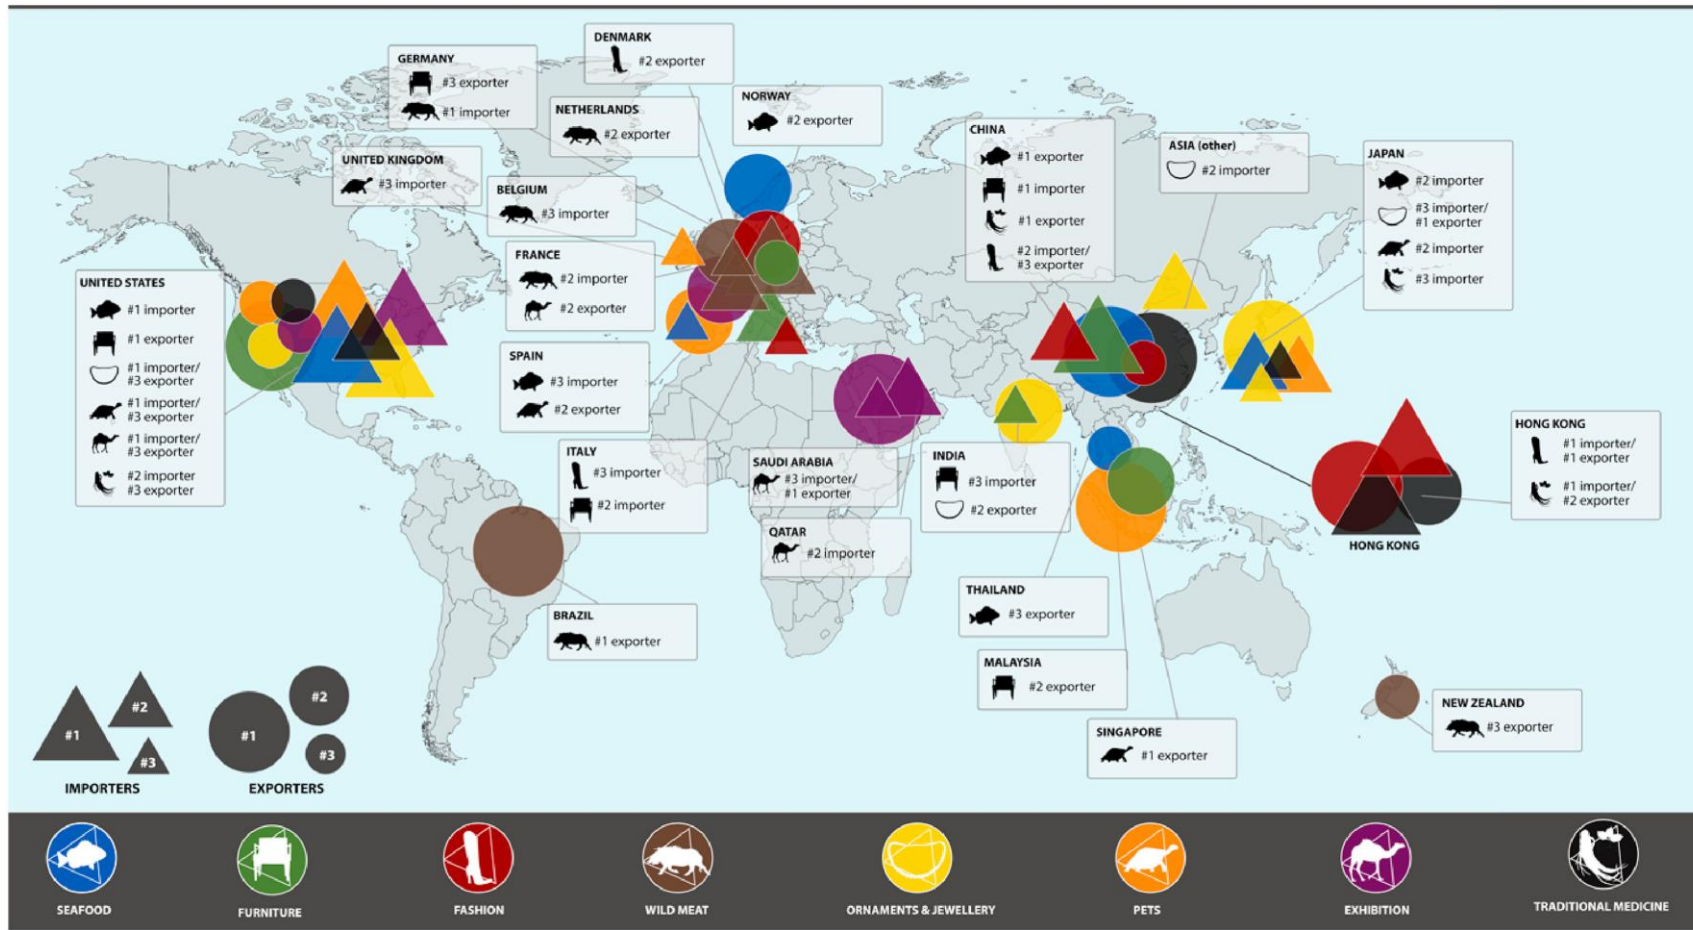 DENMARK
#2 exporter
GERMANY
#3 exporter
#1 importer
NETHERLANDS
#2 exporter
NORWAY
#2 exporter
UNITED KINGDOM
#3 importer
BELGIUM
#3 importer
FRANCE
#2 importer
#2 exporter
SPAIN
#3 importer
#2 exporter
ITALY
#3 importer
#2 importer
UNITED STATES
#1 importer
#1 exporter
#1 importer/
#3 exporter
#1 importer/
#3 exporter
#1 importer/
#3 exporter
#2 importer
#3 exporter
CHINA
#1 exporter
#1 importer
#1 exporter
#2 importer/
#3 exporter
ASIA (other)
#2 importer
JAPAN
#2 importer
#3 importer/
#1 exporter
#2 importer
#3 importer
SAUDI ARABIA
#3 importer/
#1 exporter
QATAR
#2 importer
INDIA
#3 importer
#2 exporter
HONG KONG
#1 importer/
#1 exporter
#1 importer/
#2 exporter
HONG KONG
BRAZIL
#1 exporter
THAILAND
#3 exporter
MALAYSIA
#2 exporter
SINGAPORE
#1 exporter
NEW ZEALAND
#3 exporter
#1
#2
#3
IMPORTERS
#1
#2
#3
EXPORTERS
SEAFOOD
FURNITURE
FASHION
WILD MEAT
ORNAMENTS & JEWELLERY
PETS
EXHIBITION
TRADITIONAL MEDICINE